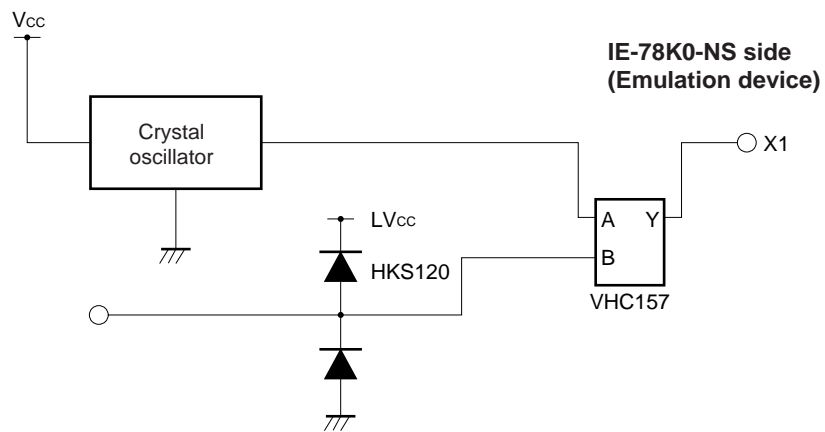 Vcc
IE-78K0-NS side
(Emulation device)
Crystal
oscillator
X1
LVcc
A Y
HKS120
B
VHC157